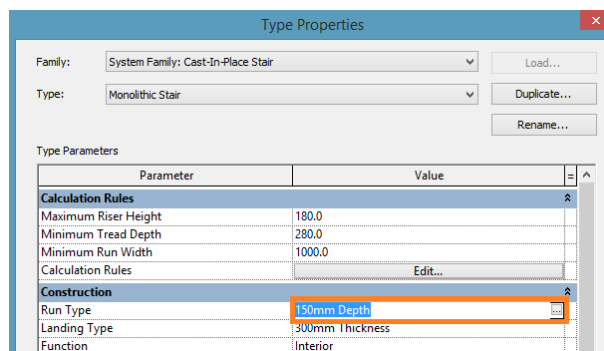 Type Properties
Family: System Family: Cast-In-Place Stair Load...
Type: Monolithic Stair Duplicate...
Rename...
Type Parameters
Parameter Value =
Calculation Rules
Maximum Riser Height 180.0
Minimum Tread Depth 280.0
Minimum Run Width 1000.0
Calculation Rules Edit...
Construction
Run Type 150mm Depth ...
Landing Type 300mm Thickness
Function Interior